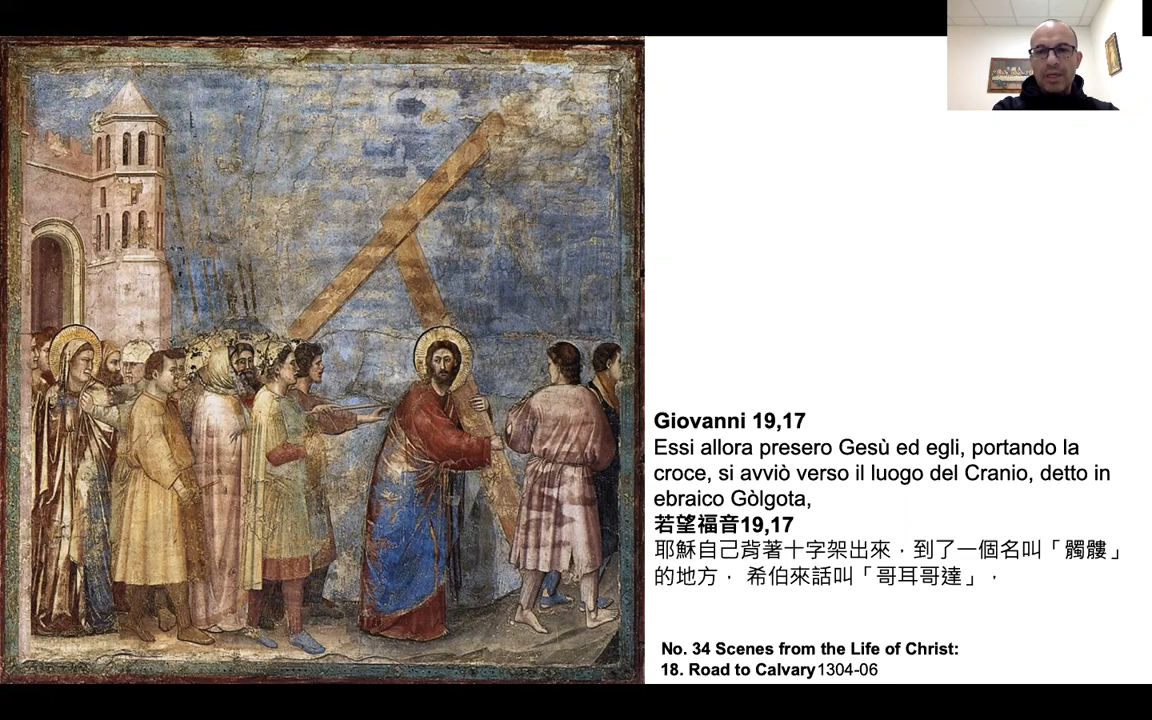 Giovanni 19,17
Essi allora presero Gesù ed egli, portando la
croce, si avviò verso il luogo del Cranio, detto in
ebraico Gòlgota,
若望福音19,17
耶穌自己背著十字架出來，到了一個名叫「髑髏」
的地方， 希伯來話叫「哥耳哥達」，
No. 34 Scenes from the Life of Christ:
18. Road to Calvary1304-06